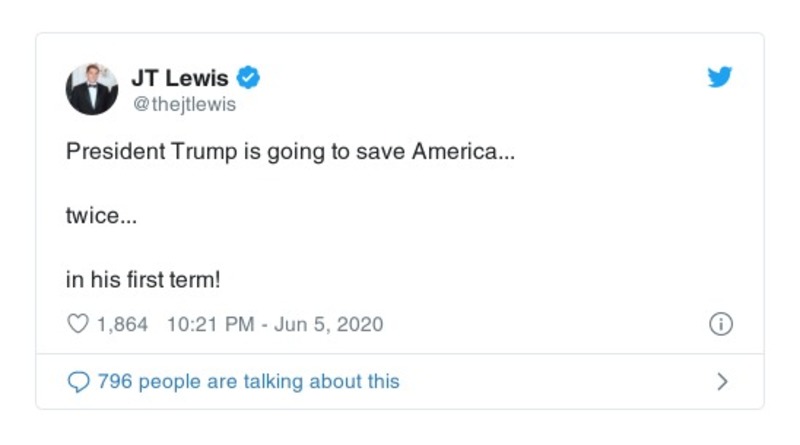 JT Lewis
@thejtlewis
President Trump is going to save America...
twice...
in his first term!
1,864 10:21 PM - Jun 5, 2020
796 people are talking about this